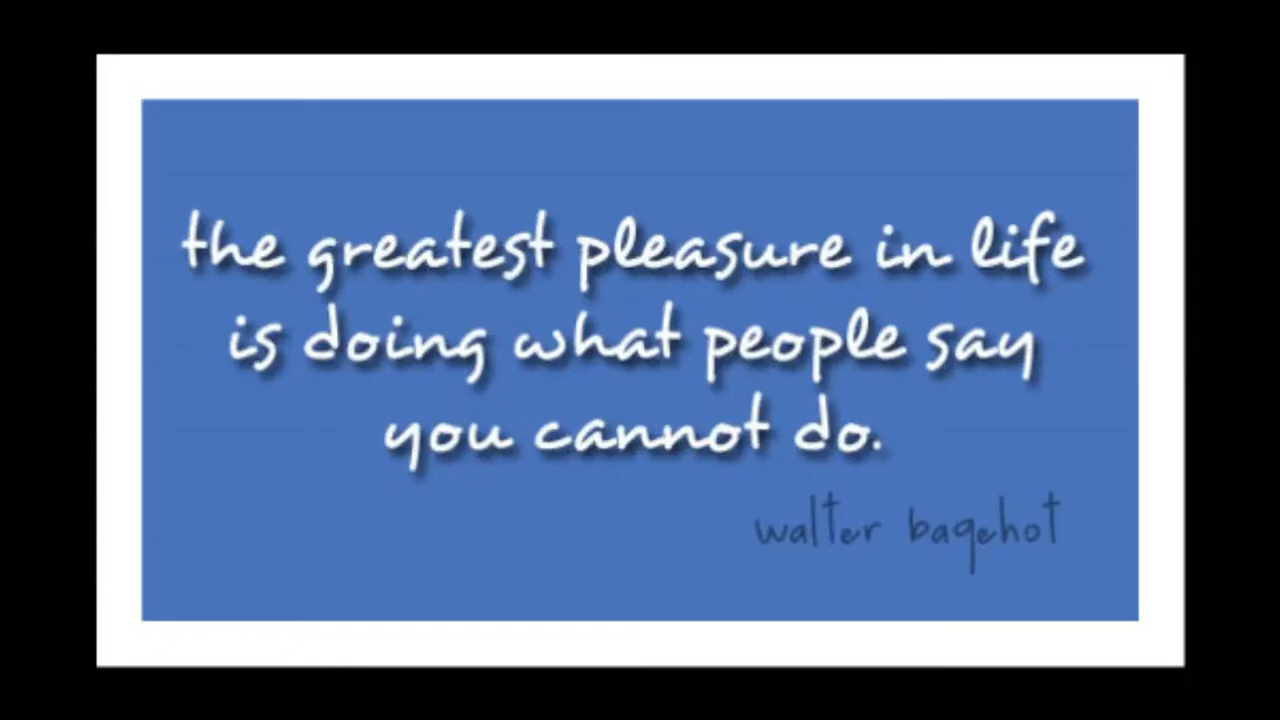 the greatest pleasure in life
is doing what people say
you cannot do.
walter bagehot